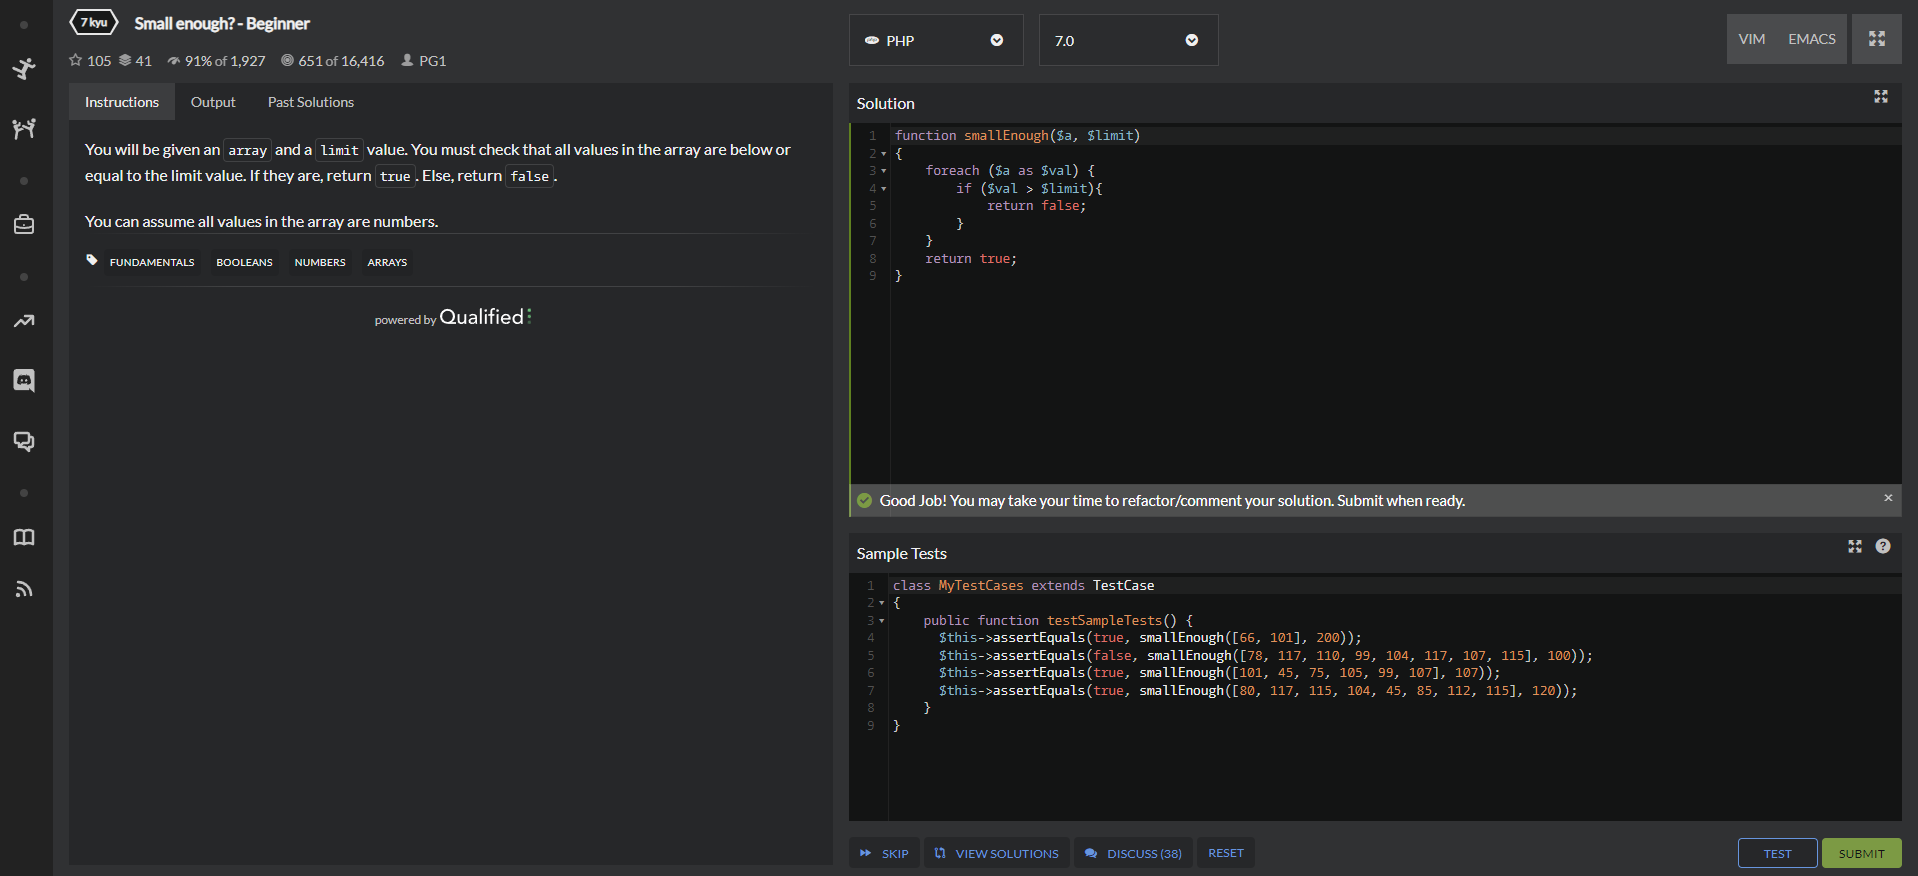 7 kyu Small enough? - Beginner
105 41 91% of 1,927 651 of 16,416 PG1
Instructions Output Past Solutions
You will be given an array and a limit value. You must check that all values in the array are below or
equal to the limit value. If they are, return true. Else, return false.
You can assume all values in the array are numbers.
FUNDAMENTALS BOOLEANS NUMBERS ARRAYS
powered by Qualified
PHP 7.0 VIM EMACS
Solution
1 function smallEnough($a, $limit)
2 {
3     foreach ($a as $val) {
4         if ($val > $limit){
5             return false;
6         }
7     }
8     return true;
9 }
Good Job! You may take your time to refactor/comment your solution. Submit when ready.
Sample Tests
1 class MyTestCases extends TestCase
2 {
3     public function testSampleTests() {
4       $this->assertEquals(true, smallEnough([66, 101], 200));
5       $this->assertEquals(false, smallEnough([78, 117, 110, 99, 104, 117, 107, 115], 100));
6       $this->assertEquals(true, smallEnough([101, 45, 75, 105, 99, 107], 107));
7       $this->assertEquals(true, smallEnough([80, 117, 115, 104, 45, 85, 112, 115], 120));
8     }
9 }
SKIP VIEW SOLUTIONS DISCUSS (38) RESET TEST SUBMIT